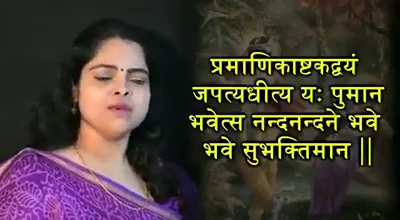 प्रमाणिकाष्टकद्वयं
जपत्यधीत्य यः पुमान
भवेत्स नन्दनन्दने भवे
भवे सुभक्तिमान ||